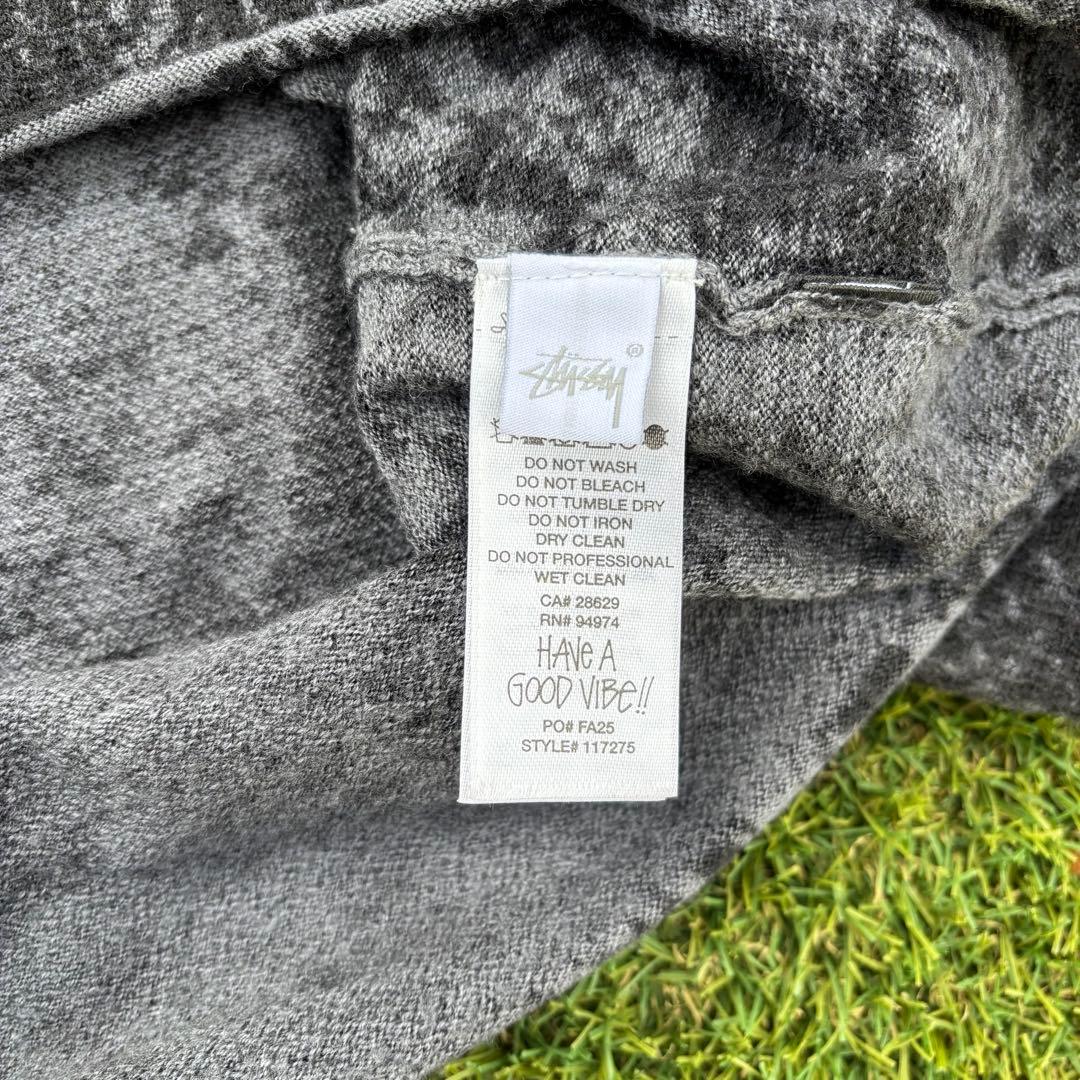 Stüssy ®
DO NOT WASH
DO NOT BLEACH
DO NOT TUMBLE DRY
DO NOT IRON
DRY CLEAN
DO NOT PROFESSIONAL
WET CLEAN
CA# 28629
RN# 94974
HAVE A
GOOD VIBE!!
PO# FA25
STYLE# 117275